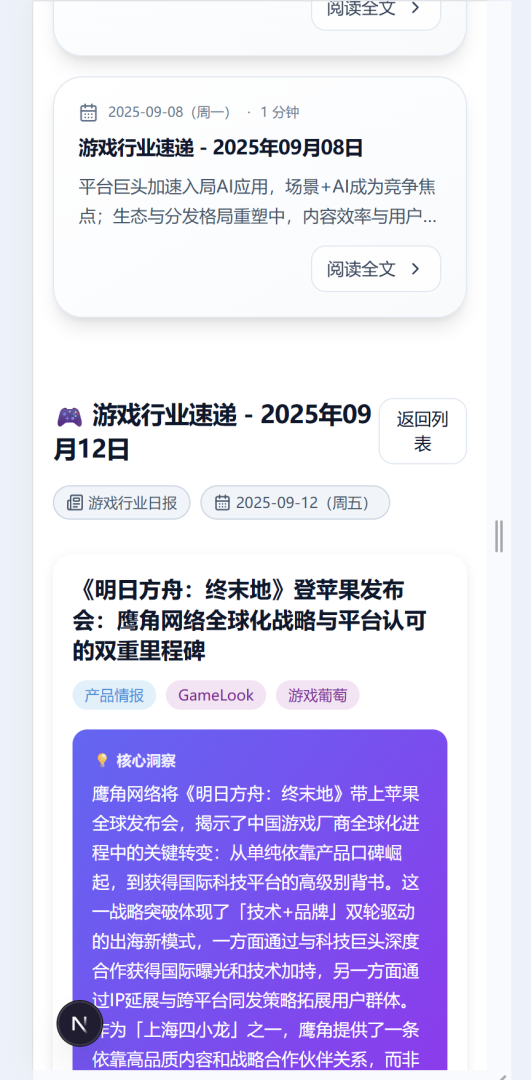 阅读全文
2025-09-08（周一） · 1 分钟
游戏行业速递 - 2025年09月08日
平台巨头加速入局AI应用，场景+AI成为竞争焦
点；生态与分发格局重塑中，内容效率与用户...
阅读全文
游戏行业速递 - 2025年09
月12日
返回列
表
游戏行业日报
2025-09-12（周五）
《明日方舟：终末地》登苹果发布
会：鹰角网络全球化战略与平台认可
的双重里程碑
产品情报
GameLook
游戏葡萄
核心洞察
鹰角网络将《明日方舟：终末地》带上苹果
全球发布会，揭示了中国游戏厂商全球化进
程中的关键转变：从单纯依靠产品口碑崛
起，到获得国际科技平台的高级别背书。这
一战略突破体现了「技术+品牌」双轮驱动
的出海新模式，一方面通过与科技巨头深度
合作获得国际曝光和技术加持，另一方面通
过IP延展与跨平台同发策略拓展用户群体。
作为「上海四小龙」之一，鹰角提供了一条
依靠高品质内容和战略合作伙伴关系，而非
N